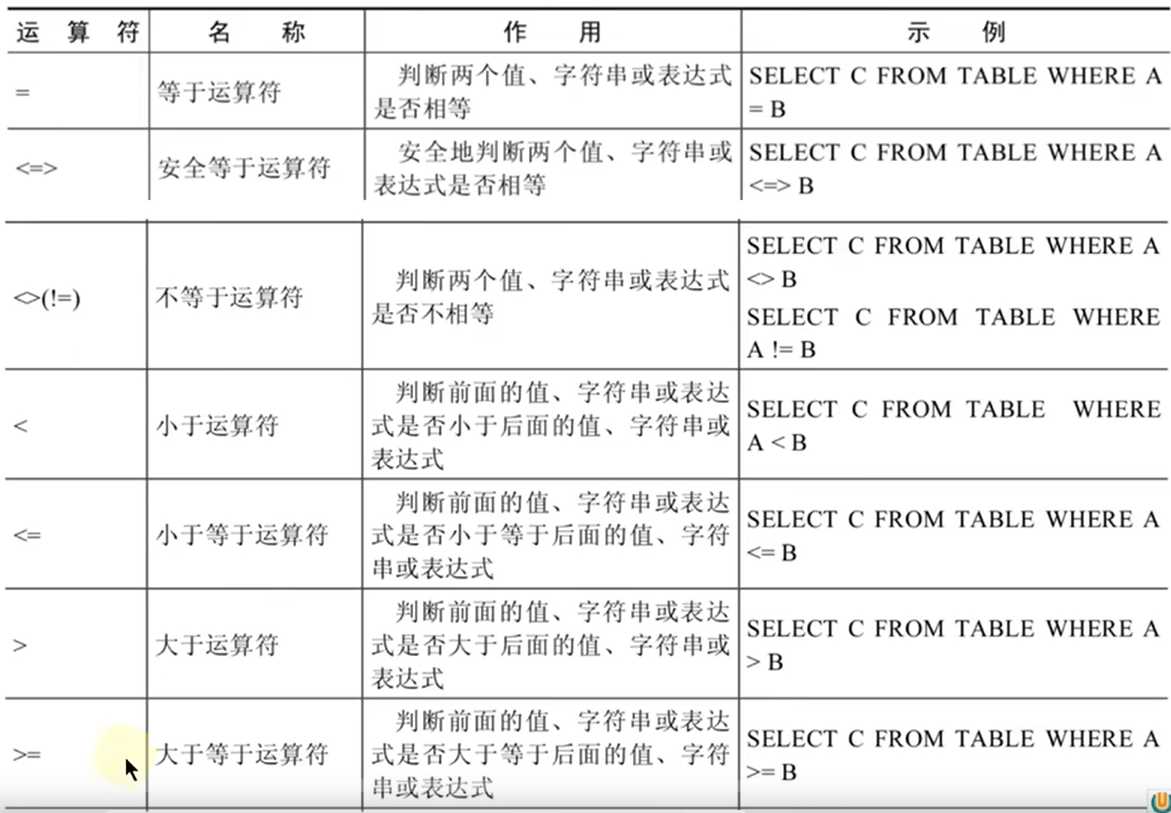 运 算 符 名 称 作 用 示 例
= 等于运算符 判断两个值、字符串或表达式是否相等 SELECT C FROM TABLE WHERE A = B
<=> 安全等于运算符 安全地判断两个值、字符串或表达式是否相等 SELECT C FROM TABLE WHERE A <=> B
<>(!=) 不等于运算符 判断两个值、字符串或表达式是否不相等 SELECT C FROM TABLE WHERE A <> B
SELECT C FROM TABLE WHERE A != B
< 小于运算符 判断前面的值、字符串或表达式是否小于后面的值、字符串或表达式 SELECT C FROM TABLE WHERE A < B
<= 小于等于运算符 判断前面的值、字符串或表达式是否小于等于后面的值、字符串或表达式 SELECT C FROM TABLE WHERE A <= B
> 大于运算符 判断前面的值、字符串或表达式是否大于后面的值、字符串或表达式 SELECT C FROM TABLE WHERE A > B
>= 大于等于运算符 判断前面的值、字符串或表达式是否大于等于后面的值、字符串或表达式 SELECT C FROM TABLE WHERE A >= B